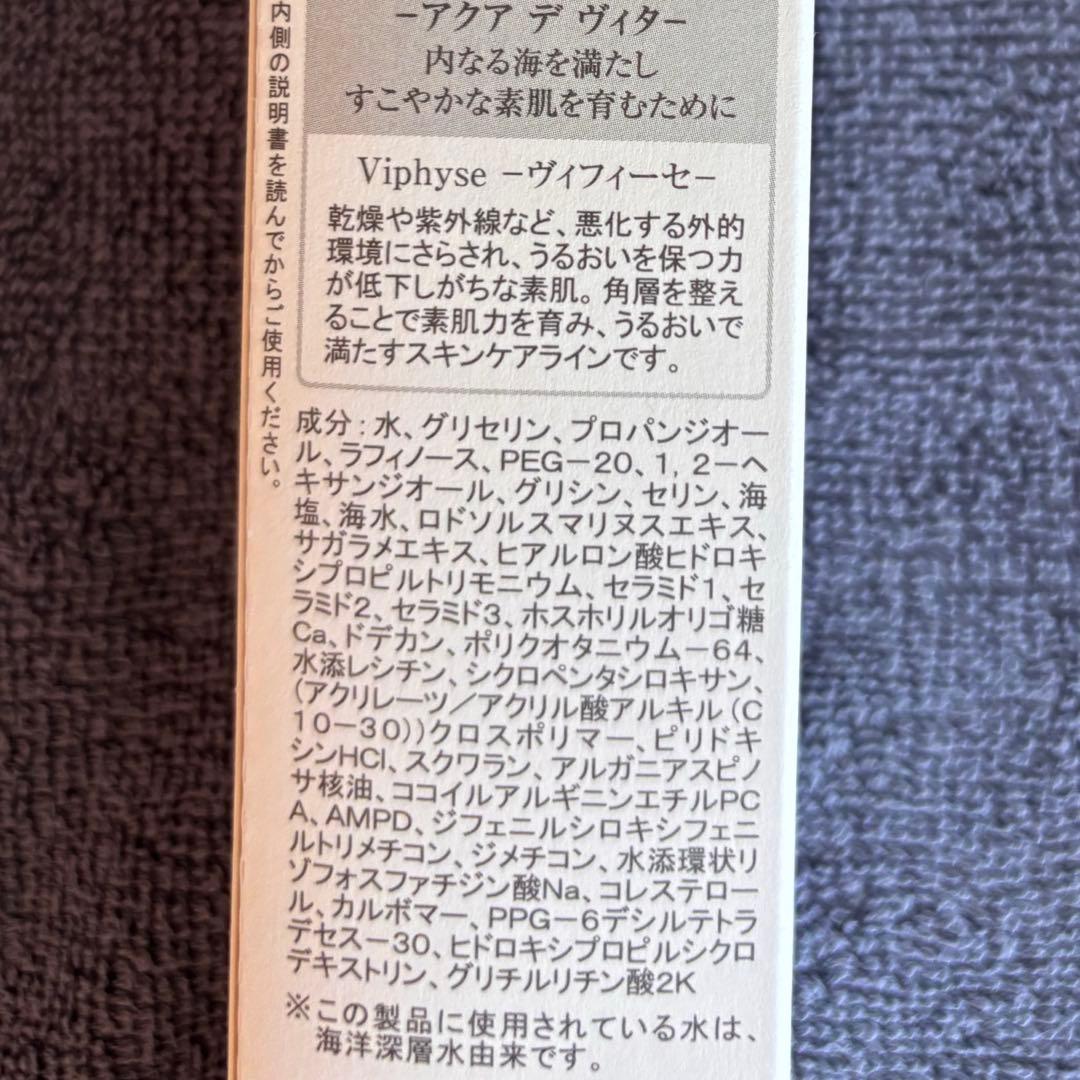 内側の説明書を読んでからご使用ください。
−アクア デ ヴィタ−
内なる海を満たし
すこやかな素肌を育むために
Viphyse −ヴィフィーセ−
乾燥や紫外線など、悪化する外的
環境にさらされ、うるおいを保つ力
が低下しがちな素肌。角層を整え
ることで素肌力を育み、うるおいで
満たすスキンケアラインです。
成分：水、グリセリン、プロパンジオー
ル、ラフィノース、PEG−20、1，2−ヘ
キサンジオール、グリシン、セリン、海
塩、海水、ロドソルスマリヌスエキス、
サガラメエキス、ヒアルロン酸ヒドロキ
シプロピルトリモニウム、セラミド1、セ
ラミド2、セラミド3、ホスホリルオリゴ糖
Ca、ドデカン、ポリクオタニウム−64、
水添レシチン、シクロペンタシロキサン、
（アクリレーツ／アクリル酸アルキル（C
10−30））クロスポリマー、ピリドキ
シンHCl、スクワラン、アルガニアスピノ
サ核油、ココイルアルギニンエチルPC
A、AMPD、ジフェニルシロキシフェニ
ルトリメチコン、ジメチコン、水添環状リ
ゾフォスファチジン酸Na、コレステロー
ル、カルボマー、PPG−6デシルテトラ
デセス−30、ヒドロキシプロピルシクロ
デキストリン、グリチルリチン酸2K
※この製品に使用されている水は、
海洋深層水由来です。